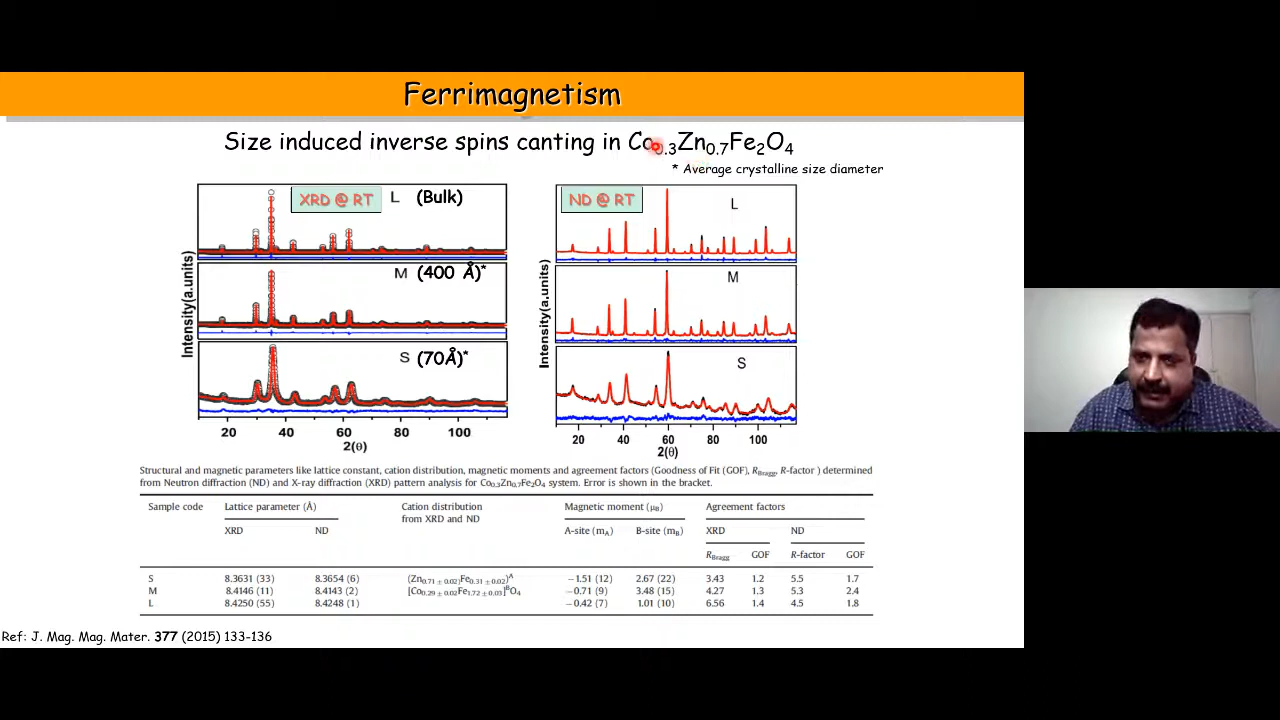 Ferrimagnetism
Size induced inverse spins canting in Co0.3Zn0.7Fe2O4
* Average crystalline size diameter
XRD @ RT
L (Bulk)
M (400 Å)*
S (70Å)*
Intensity(a.units)
20 40 60 80 100
2(θ)
ND @ RT
L
M
S
Intensity(a.units)
20 40 60 80 100
2(θ)
Structural and magnetic parameters like lattice constant, cation distribution, magnetic moments and agreement factors (Goodness of Fit (GOF), RBragg, R-factor ) determined
from Neutron diffraction (ND) and X-ray diffraction (XRD) pattern analysis for Co0.3Zn0.7Fe2O4 system. Error is shown in the bracket.
Sample code Lattice parameter (Å) Cation distribution Magnetic moment (μB) Agreement factors
from XRD and ND
XRD ND A-site (mA) B-site (mB) XRD ND
RBragg GOF R-factor GOF
S 8.3631 (33) 8.3654 (6) (Zn0.71±0.02Fe0.31±0.02)A −1.51 (12) 2.67 (22) 3.43 1.2 5.5 1.7
M 8.4146 (11) 8.4143 (2) [Co0.29±0.02Fe1.72±0.03]BO4 −0.71 (9) 3.48 (15) 4.27 1.3 5.3 2.4
L 8.4250 (55) 8.4248 (1) −0.42 (7) 1.01 (10) 6.56 1.4 4.5 1.8
Ref: J. Mag. Mag. Mater. 377 (2015) 133-136